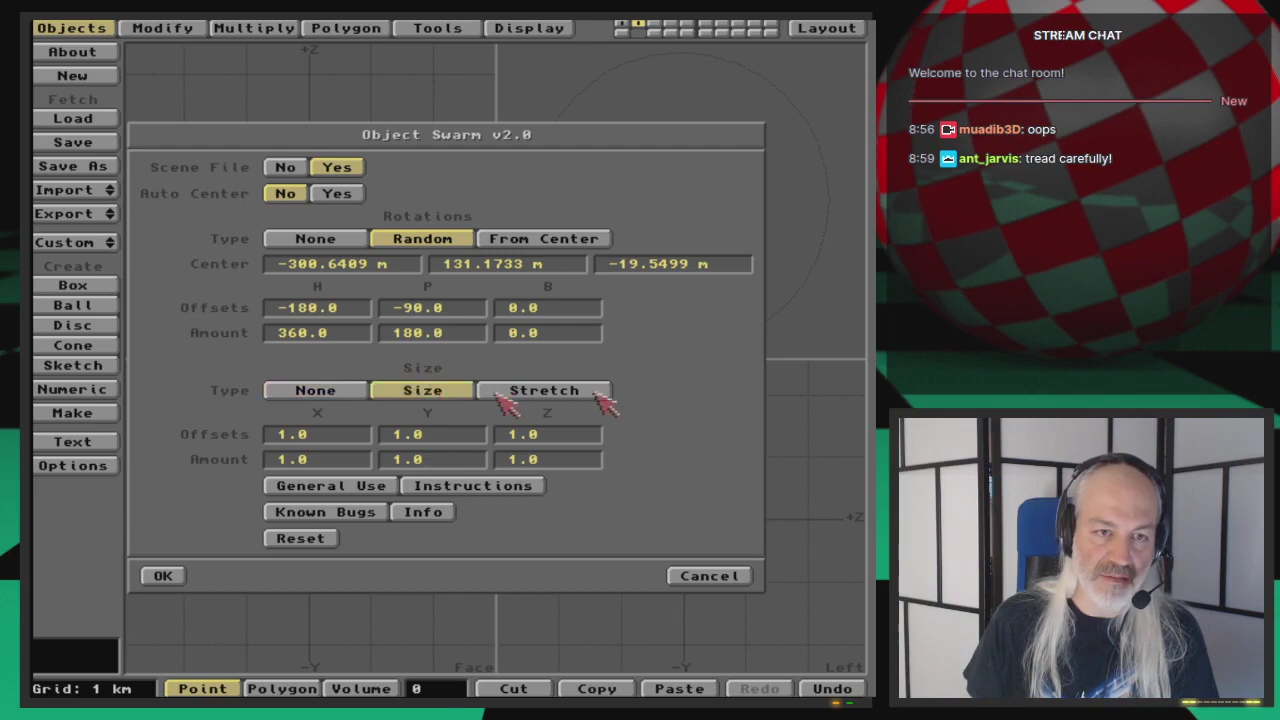 Objects Modify Multiply Polygon Tools Display Layout
About
New
Fetch
Load
Save
Save As
Import
Export
Custom
Create
Box
Ball
Disc
Cone
Sketch
Numeric
Make
Text
Options
+Z
Object Swarm v2.0
Scene File No Yes
Auto Center No Yes
Rotations
Type None Random From Center
Center -300.6409 m 131.1733 m -19.5499 m
H P B
Offsets -180.0 -90.0 0.0
Amount 360.0 180.0 0.0
Size
Type None Size Stretch
X Y Z
Offsets 1.0 1.0 1.0
Amount 1.0 1.0 1.0
General Use Instructions
Known Bugs Info
Reset
OK Cancel
+Z
-Y Face -Y Left
Grid: 1 km Point Polygon Volume 0 Cut Copy Paste Redo Undo
STREAM CHAT
Welcome to the chat room!
New
8:56 muadib3D: oops
8:59 ant_jarvis: tread carefully!